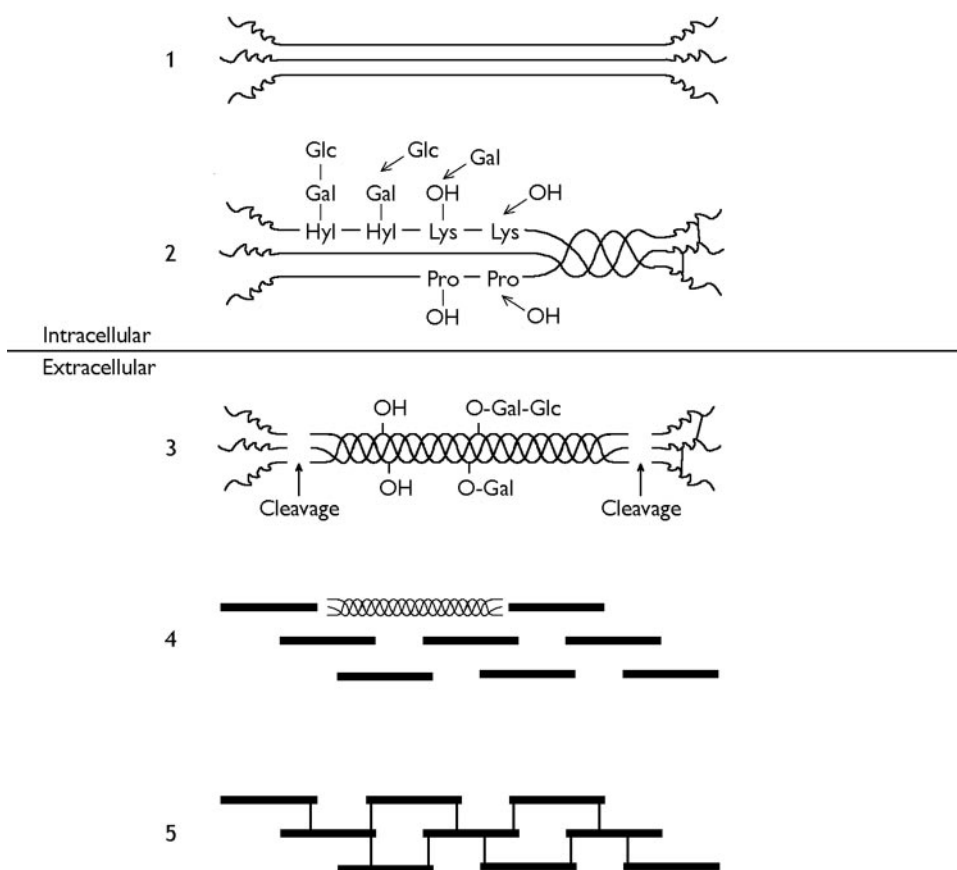 1
Glc Glc Gal
Gal Gal OH OH
Hyl Hyl Lys Lys
2
Pro Pro
OH OH
Intracellular
Extracellular
OH O-Gal-Glc
3
OH O-Gal
Cleavage Cleavage
4
5